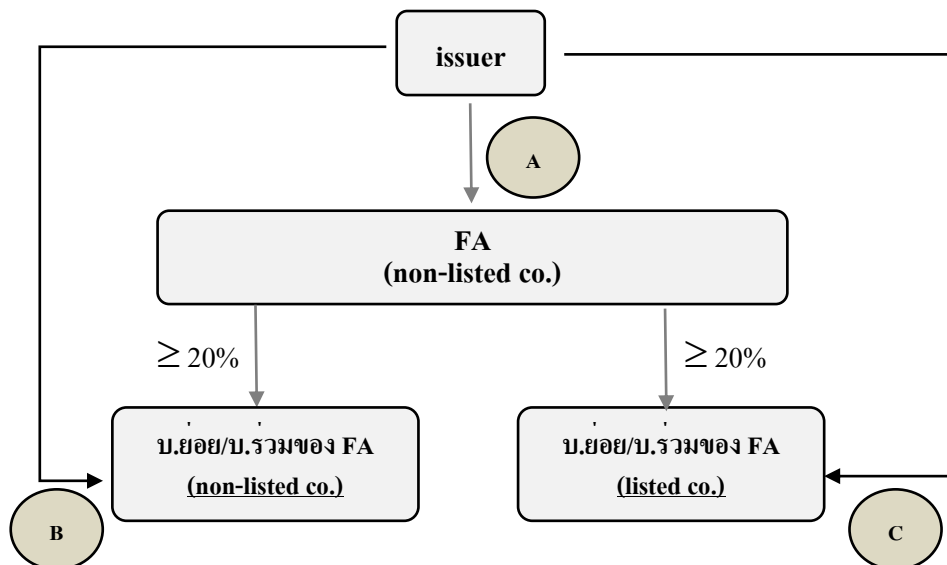 issuer
A
FA
(non-listed co.)
≥ 20%
≥ 20%
บ.ย่อย/บ.ร่วมของ FA
(non-listed co.)
บ.ย่อย/บ.ร่วมของ FA
(listed co.)
B
C